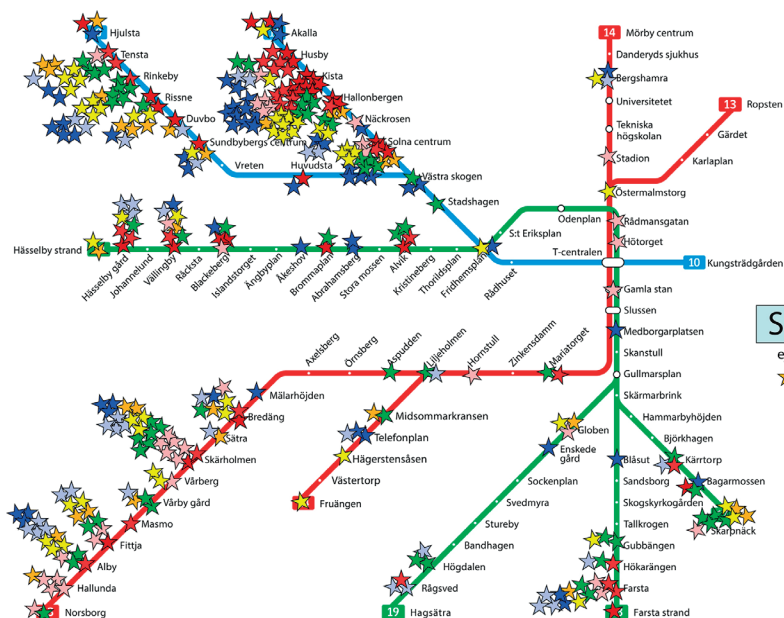 Hjulsta
Tensta
Rinkeby
Rissne
Duvbo
Sundbybergs centrum
Vreten
Huvudsta
Akalla
Husby
Kista
Hallonbergen
Näckrosen
Solna centrum
Västra skogen
Stadshagen
14
Mörby centrum
Danderyds sjukhus
Bergshamra
Universitetet
Tekniska
högskolan
Stadion
Östermalmstorg
13
Ropsten
Gärdet
Karlaplan
Hässelby strand
Hässelby gård
Johannelund
Vällingby
Råcksta
Blackeberg
Islandstorget
Ängbyplan
Åkeshov
Brommaplan
Abrahamsberg
Stora mossen
Alvik
Kristineberg
Thorildsplan
Fridhemsplan
Rådhuset
S:t Eriksplan
Odenplan
Rådmansgatan
Hötorget
T-centralen
10
Kungsträdgården
Gamla stan
Slussen
Medborgarplatsen
Skanstull
Gullmarsplan
Skärmarbrink
S
e
Axelsberg
Örnsberg
Aspudden
Liljeholmen
Hornstull
Zinkensdamm
Mariatorget
Mälarhöjden
Bredäng
Sätra
Skärholmen
Vårberg
Vårby gård
Masmo
Fittja
Alby
Hallunda
Norsborg
Midsommarkransen
Telefonplan
Hägerstensåsen
Västertorp
Fruängen
Globen
Enskede
gård
Sockenplan
Svedmyra
Stureby
Bandhagen
Högdalen
Rågsved
19
Hagsätra
Hammarbyhöjden
Björkhagen
Kärrtorp
Bagarmossen
Skarpnäck
Blåsut
Sandsborg
Skogskyrkogården
Tallkrogen
Gubbängen
Hökarängen
Farsta
Farsta strand